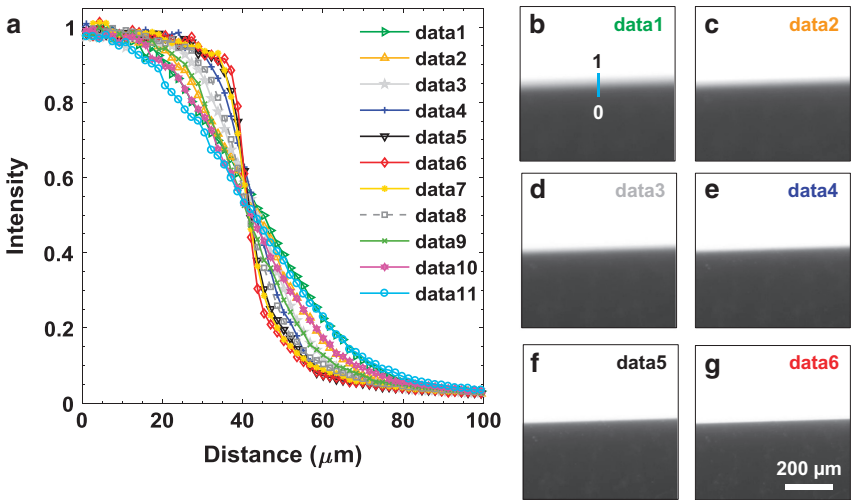 a
Intensity
1
0.8
0.6
0.4
0.2
0
0 20 40 60 80 100
Distance (μm)
data1
data2
data3
data4
data5
data6
data7
data8
data9
data10
data11
b data1
1
0
c data2
d data3
e data4
f data5
g data6
200 μm